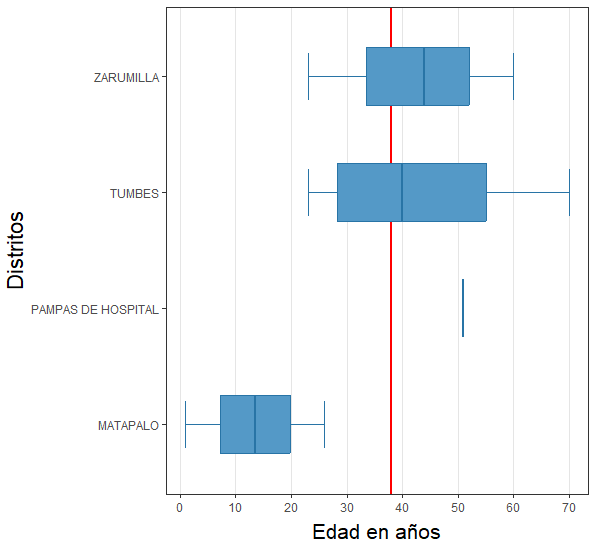 ZARUMILLA
TUMBES
PAMPAS DE HOSPITAL
MATAPALO
Distritos
0 10 20 30 40 50 60 70
Edad en años